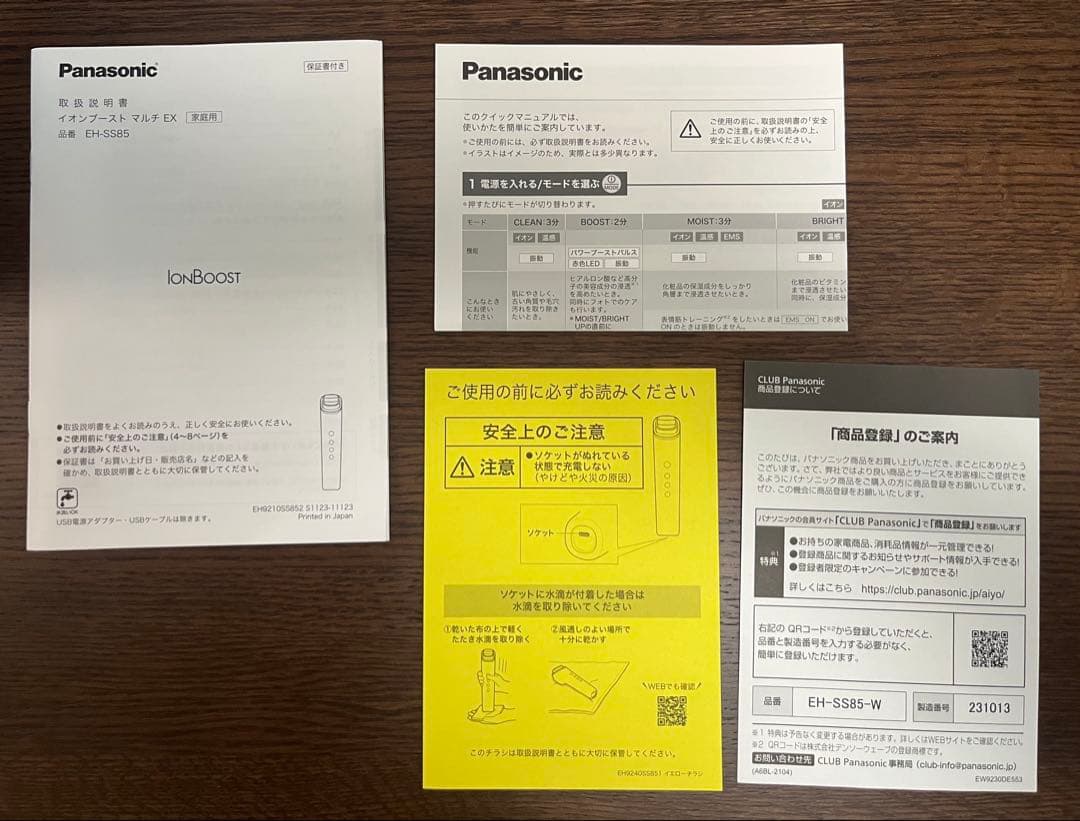 Panasonic
保証書付き
取扱説明書
イオンブースト マルチ EX 家庭用
品番 EH-SS85
IONBOOST
●取扱説明書をよくお読みのうえ、正しく安全にお使いください。
●ご使用前に「安全上のご注意」(4～8ページ)を
必ずお読みください。
●保証書は「お買い上げ日・販売店名」などの記入を
確かめ、取扱説明書とともに大切に保管してください。
水洗いOK
USB電源アダプター・USBケーブルは除きます。
EH9210SS852 S1123-11123
Printed in Japan
Panasonic
このクイックマニュアルでは、
使いかたを簡単にご案内しています。
*ご使用の前には、必ず取扱説明書をお読みください。
*イラストはイメージのため、実際とは多少異なります。
ご使用の前に、取扱説明書の「安全
上のご注意」を必ずお読みの上、
安全に正しくお使いください。
1 電源を入れる/モードを選ぶ MODE
*押すたびにモードが切り替わります。
イオン
モード CLEAN:3分 BOOST:2分 MOIST:3分 BRIGHT
機能
イオン 温感
振動
パワーブーストパルス
赤色LED 振動
イオン 温感 EMS
振動
イオン 温感
振動
こんなとき
にお使い
ください
肌にやさしく、
古い角質や毛穴
汚れを取り除き
たいとき。
ヒアルロン酸など高分
子の美容成分の浸透*1
を高めたいとき。
同時にフォトでのケア
も行います。
*MOIST/BRIGHT
UPの直前に
化粧品の保湿成分をしっかり
角層まで浸透させたいとき。
表情筋トレーニング*2をしたいときは EMS ON でお使い
ONのときは振動しません。
化粧品のビタミン
まで浸透させたい
同時に、保湿成分
ご使用の前に必ずお読みください
安全上のご注意
注意
●ソケットがぬれている
状態で充電しない
(やけどや火災の原因)
ソケット
ソケットに水滴が付着した場合は
水滴を取り除いてください
①乾いた布の上で軽く
たたき水滴を取り除く
②風通しのよい場所で
十分に乾かす
\WEBでも確認/
このチラシは取扱説明書とともに大切に保管してください。
EH9240SS851 イエローチラシ
CLUB Panasonic
商品登録について
「商品登録」のご案内
このたびは、パナソニック商品をお買い上げいただき、まことにありがとう
ございます。さて、弊社ではより良い商品とサービスをお客様にご提供でき
るようにパナソニック商品をご購入の方に商品登録をお願いしています。
ぜひ、この機会に商品登録をお願いいたします。
パナソニックの会員サイト「CLUB Panasonic」で「商品登録」をお願いします
特典※1
●お持ちの家電商品、消耗品情報が一元管理できる!
●登録商品に関するお知らせやサポート情報が入手できる!
●登録者限定のキャンペーンに参加できる!
詳しくはこちら https://club.panasonic.jp/aiyo/
右記の QRコード※2から登録していただくと、
品番と製造番号を入力する必要がなく、
簡単に登録いただけます。
品番 EH-SS85-W 製造番号 231013
※1 特典は予告なく変更する場合があります。詳しくはWEBサイトをご確認ください。
※2 QRコードは株式会社デンソーウェーブの登録商標です。
お問い合わせ先 CLUB Panasonic 事務局 (club-info@panasonic.jp)
(A6BL-2104)
EW9230DE553